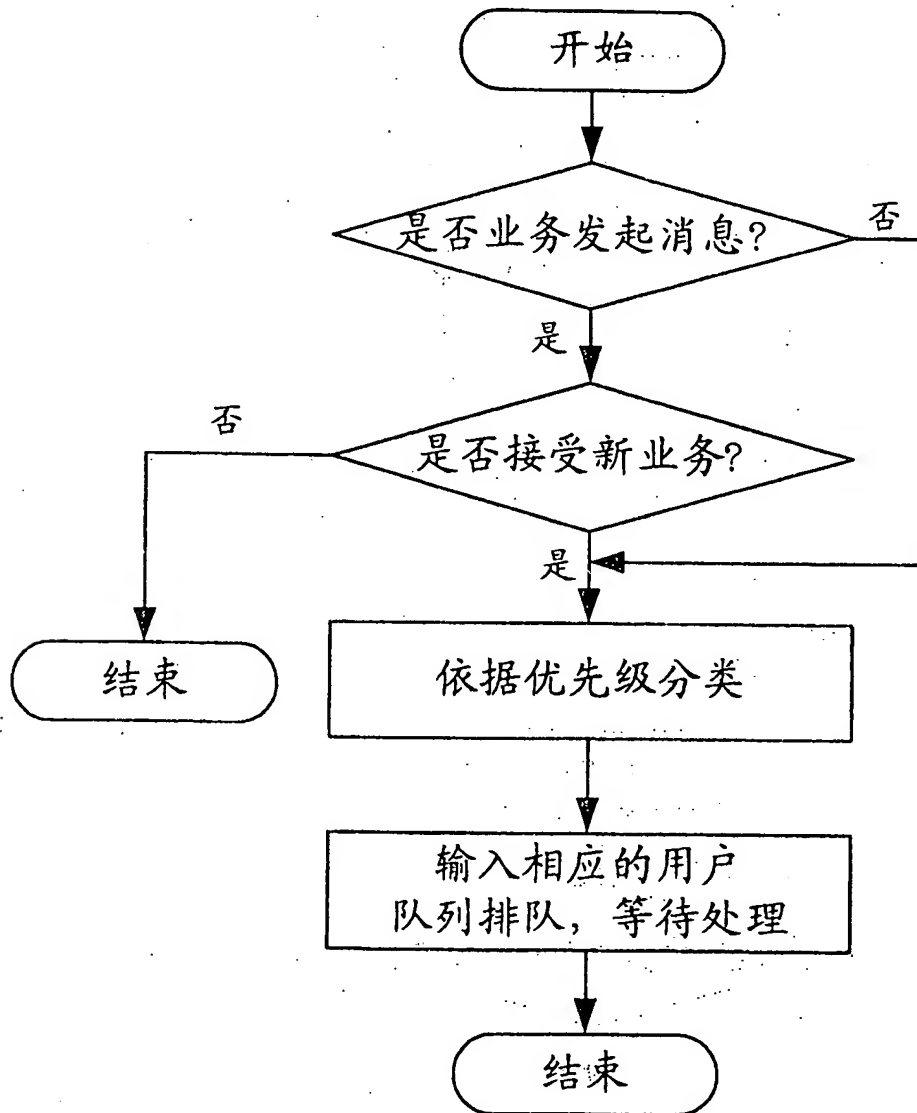 开始
是否业务发起消息?
否
是
否
是否接受新业务?
是
结束
依据优先级分类
输入相应的用户
队列排队，等待处理
结束